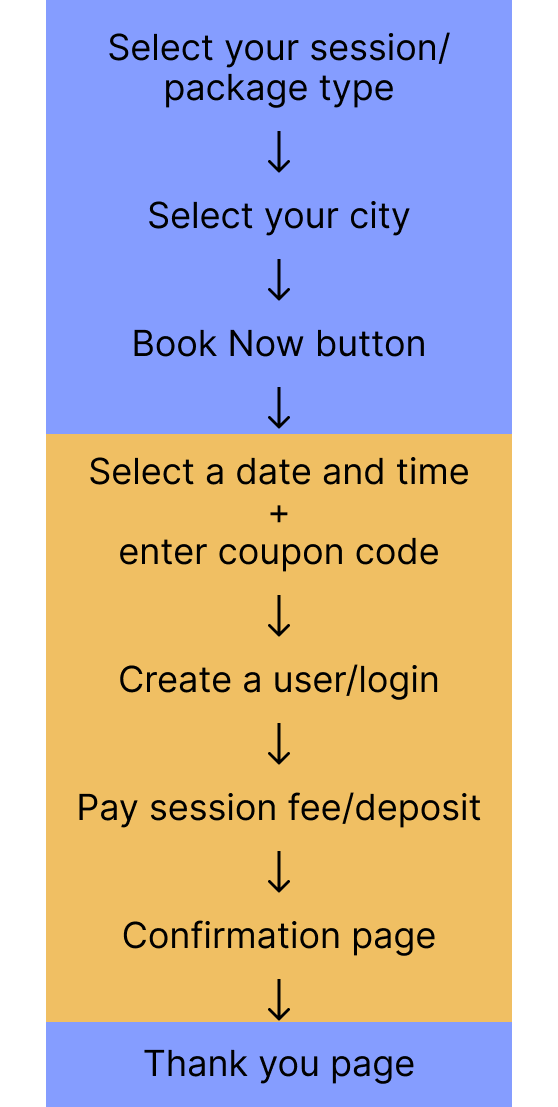 Select your session/
package type
↓
Select your city
↓
Book Now button
↓
Select a date and time
+
enter coupon code
↓
Create a user/login
↓
Pay session fee/deposit
↓
Confirmation page
↓
Thank you page